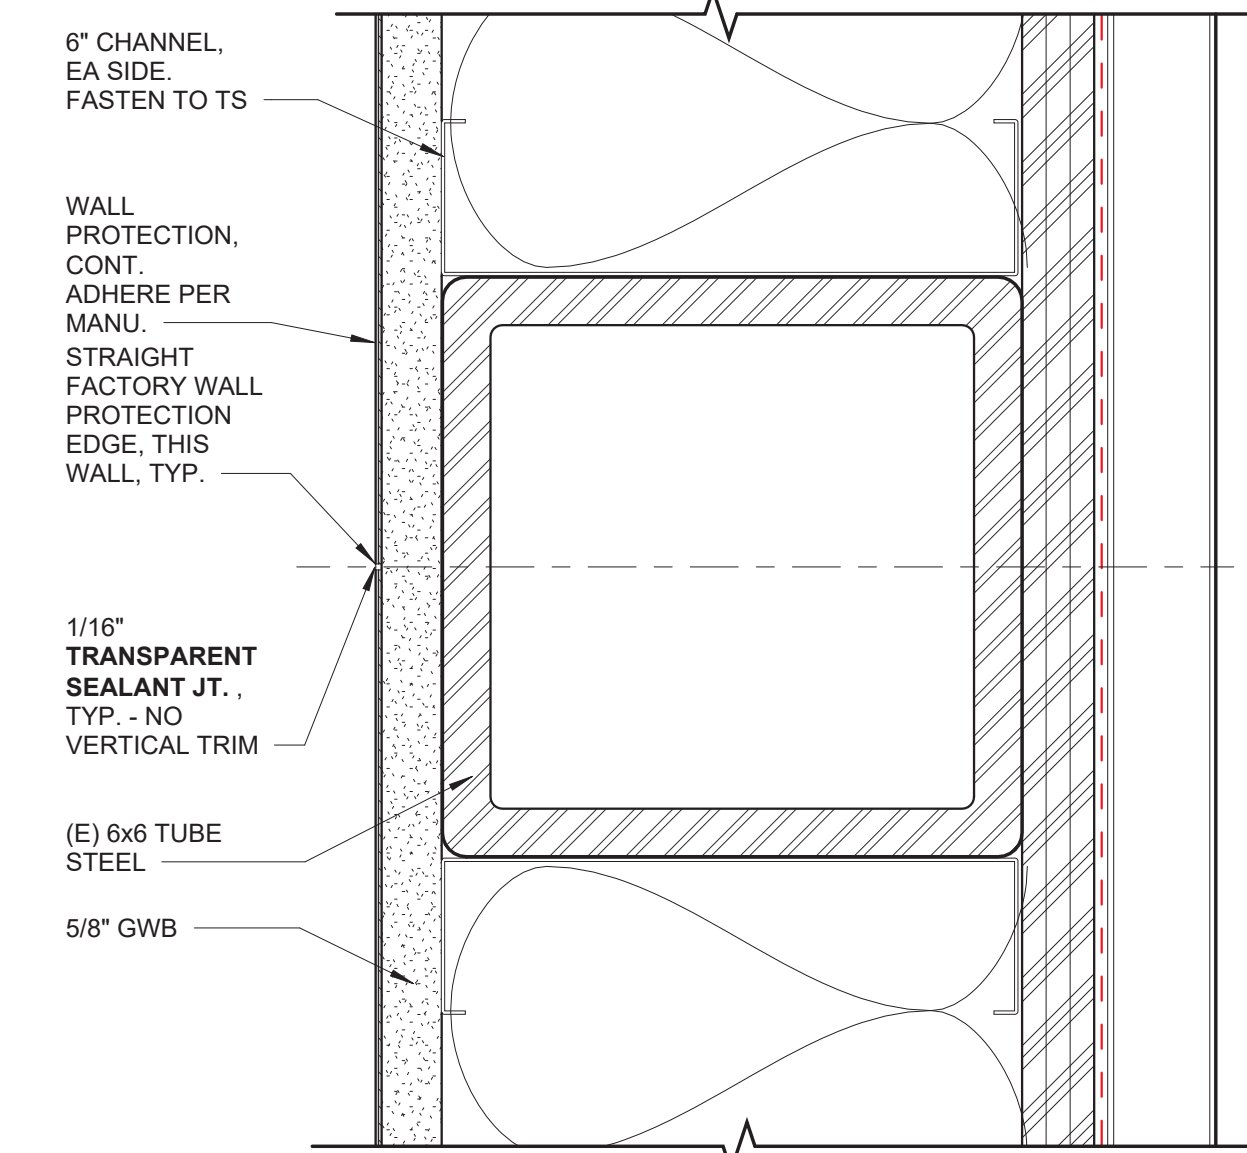 6" CHANNEL,
EA SIDE.
FASTEN TO TS
WALL
PROTECTION,
CONT.
ADHERE PER
MANU.
STRAIGHT
FACTORY WALL
PROTECTION
EDGE, THIS
WALL, TYP.
1/16"
TRANSPARENT
SEALANT JT. ,
TYP. - NO
VERTICAL TRIM
(E) 6x6 TUBE
STEEL
5/8" GWB